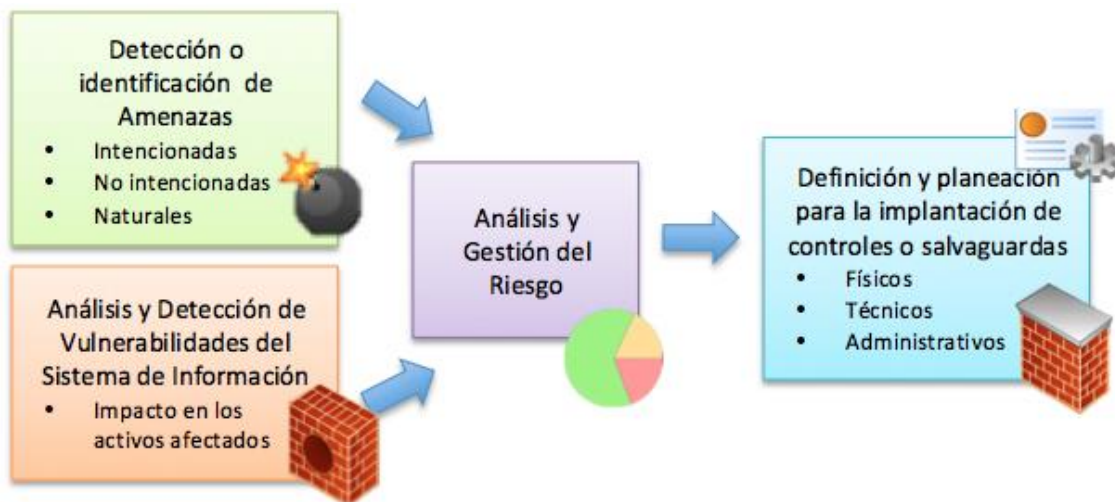 Detección o
identificación de
Amenazas
• Intencionadas
• No intencionadas
• Naturales
Análisis y Detección de
Vulnerabilidades del
Sistema de Información
• Impacto en los
activos afectados
Análisis y
Gestión del
Riesgo
Definición y planeación
para la implantación de
controles o salvaguardas
• Físicos
• Técnicos
• Administrativos